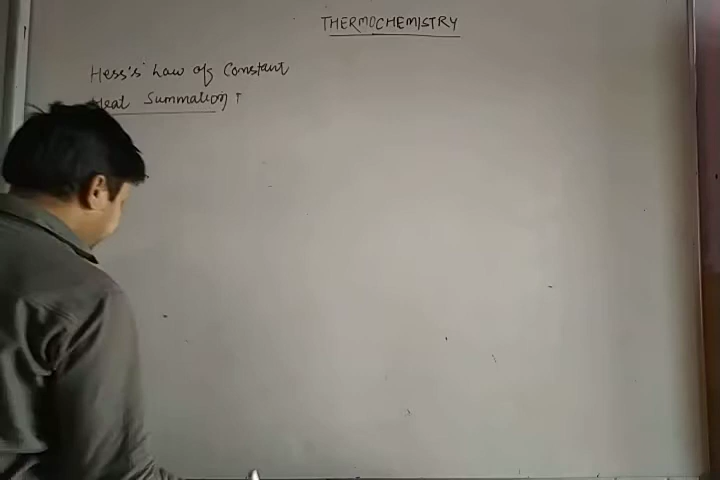 THERMOCHEMISTRY
Hess's Law of Constant
Heat Summation